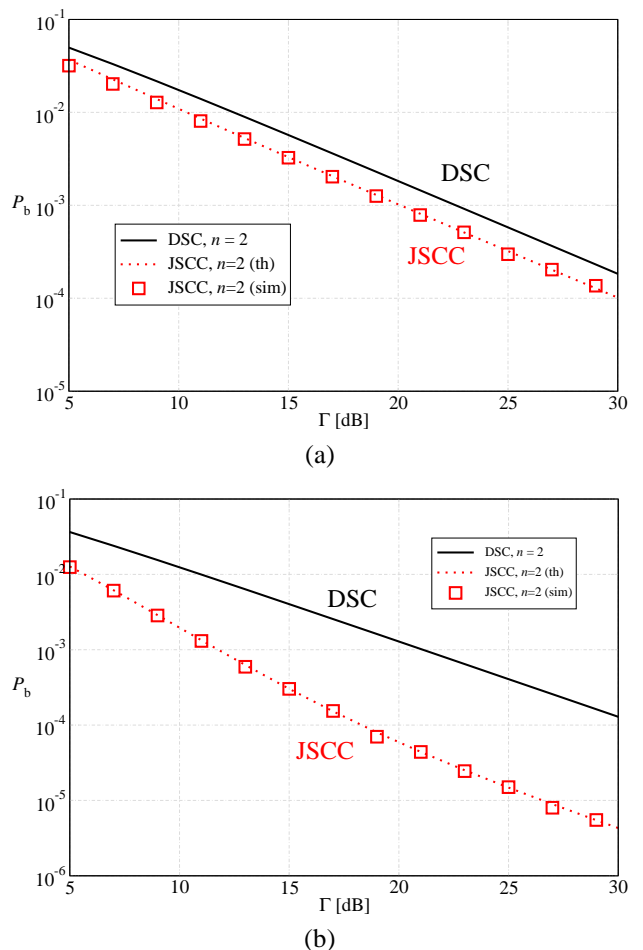 10^-1
10^-2
DSC
P_b 10^-3
DSC, n = 2
JSCC, n=2 (th)
JSCC, n=2 (sim)
JSCC
10^-4
10^-5
5 10 15 20 25 30
Γ [dB]
(a)
10^-1
DSC, n = 2
JSCC, n=2 (th)
JSCC, n=2 (sim)
10^-2
DSC
10^-3
P_b
10^-4
JSCC
10^-5
10^-6
5 10 15 20 25 30
Γ [dB]
(b)